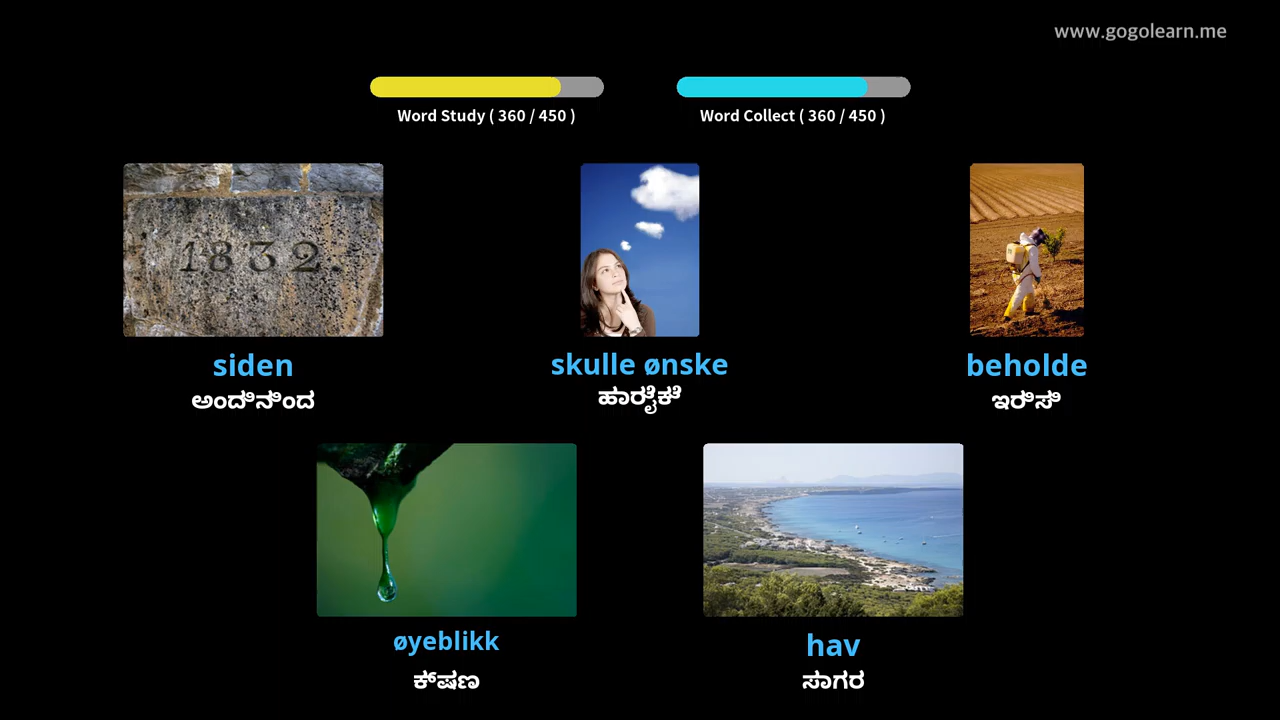 www.gogolearn.me
Word Study ( 360 / 450 )
Word Collect ( 360 / 450 )
siden
ಅಂದಿನಿಂದ
skulle ønske
ಹಾರೈಕೆ
beholde
ಇರಿಸಿ
øyeblikk
ಕ್ಷಣ
hav
ಸಾಗರ